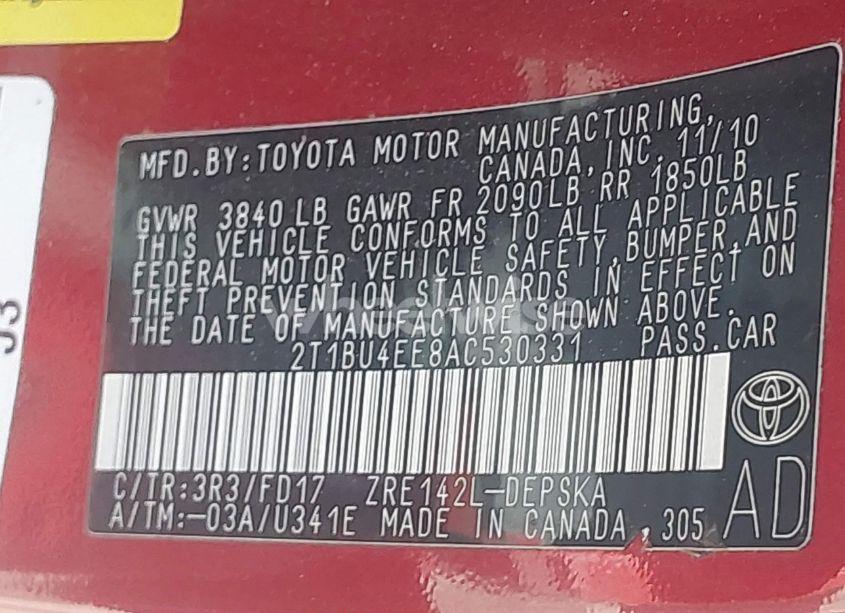 MFD.BY:TOYOTA MOTOR MANUFACTURING,
CANADA,INC. 11/10
GVWR 3840LB GAWR FR 2090LB RR 1850LB
THIS VEHICLE CONFORMS TO ALL APPLICABLE
FEDERAL MOTOR VEHICLE SAFETY,BUMPER,AND
THEFT PREVENTION STANDARDS IN EFFECT ON
THE DATE OF MANUFACTURE SHOWN ABOVE.
2T1BU4EE8AC530331 PASS.CAR
C/TR:3R3/FD17 ZRE142L-DEPSKA
A/TM:-03A/U341E MADE IN CANADA 305
AD
J3